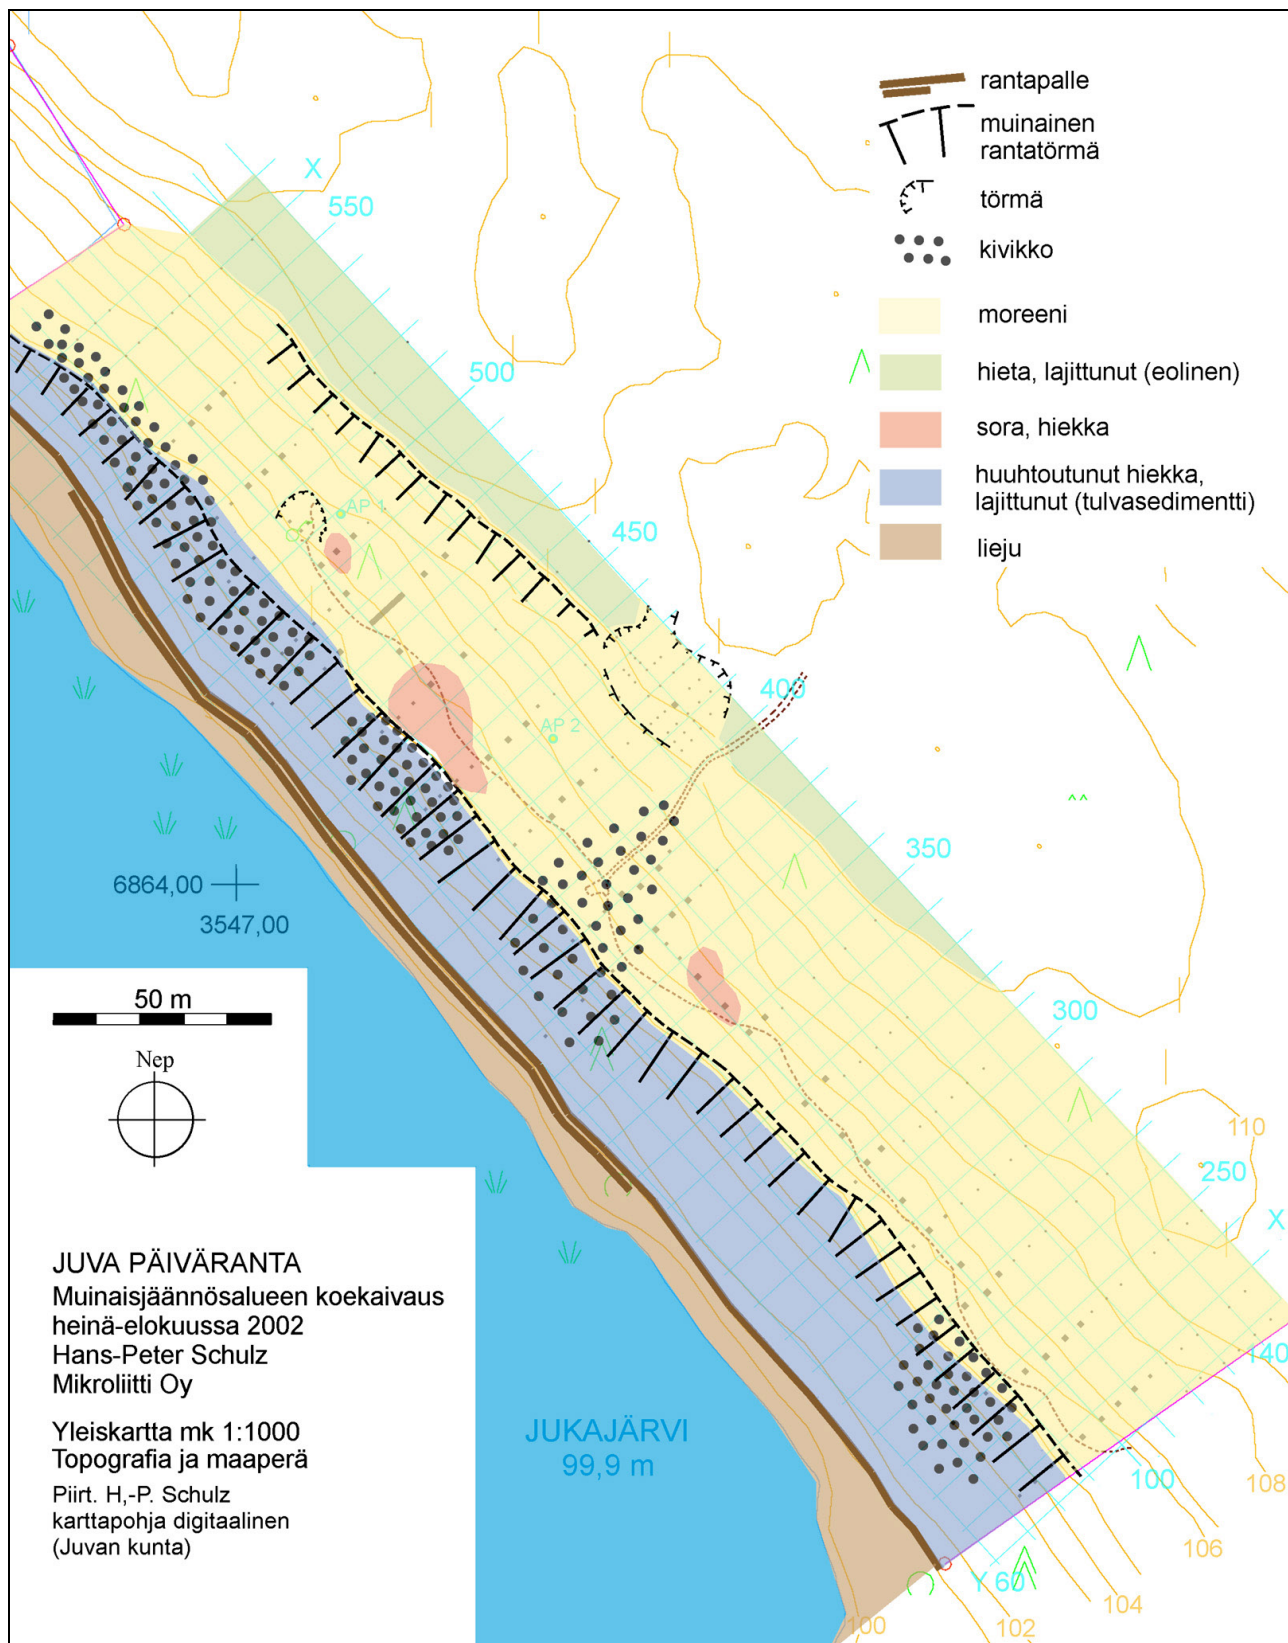 rantapalle
muinainen
rantatörmä
törmä
kivikko
moreeni
hieta, lajittunut (eolinen)
sora, hiekka
huuhtoutunut hiekka,
lajittunut (tulvasedimentti)
lieju
X
550
500
450
400
350
300
250
X
140
100
Y 60
AP 1
AP 2
110
108
106
104
102
100
6864,00
3547,00
50 m
Nep
JUVA PÄIVÄRANTA
Muinaisjäännösalueen koekaivaus
heinä-elokuussa 2002
Hans-Peter Schulz
Mikroliitti Oy
Yleiskartta mk 1:1000
Topografia ja maaperä
Piirt. H,-P. Schulz
karttapohja digitaalinen
(Juvan kunta)
JUKAJÄRVI
99,9 m